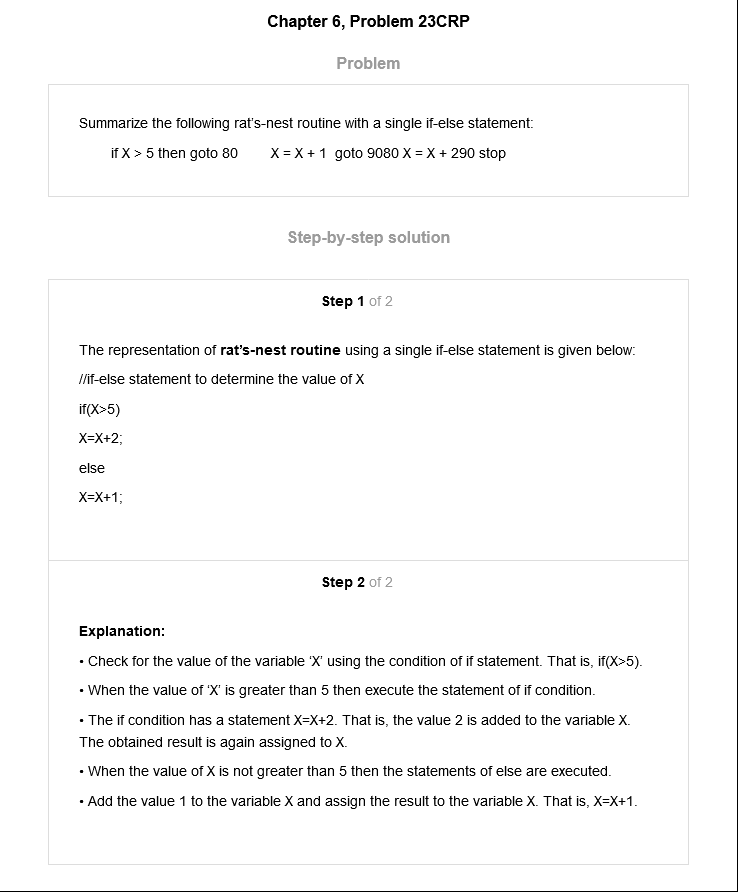 Chapter 6, Problem 23CRP
Problem
Summarize the following rat’s-nest routine with a single if-else statement:
if X > 5 then goto 80 X = X + 1 goto 9080 X = X + 290 stop
Step-by-step solution
Step 1 of 2
The representation of rat’s-nest routine using a single if-else statement is given below:
//if-else statement to determine the value of X
if(X>5)
X=X+2;
else
X=X+1;
Step 2 of 2
Explanation:
• Check for the value of the variable ‘X’ using the condition of if statement. That is, if(X>5).
• When the value of ‘X’ is greater than 5 then execute the statement of if condition.
• The if condition has a statement X=X+2. That is, the value 2 is added to the variable X.
The obtained result is again assigned to X.
• When the value of X is not greater than 5 then the statements of else are executed.
• Add the value 1 to the variable X and assign the result to the variable X. That is, X=X+1.